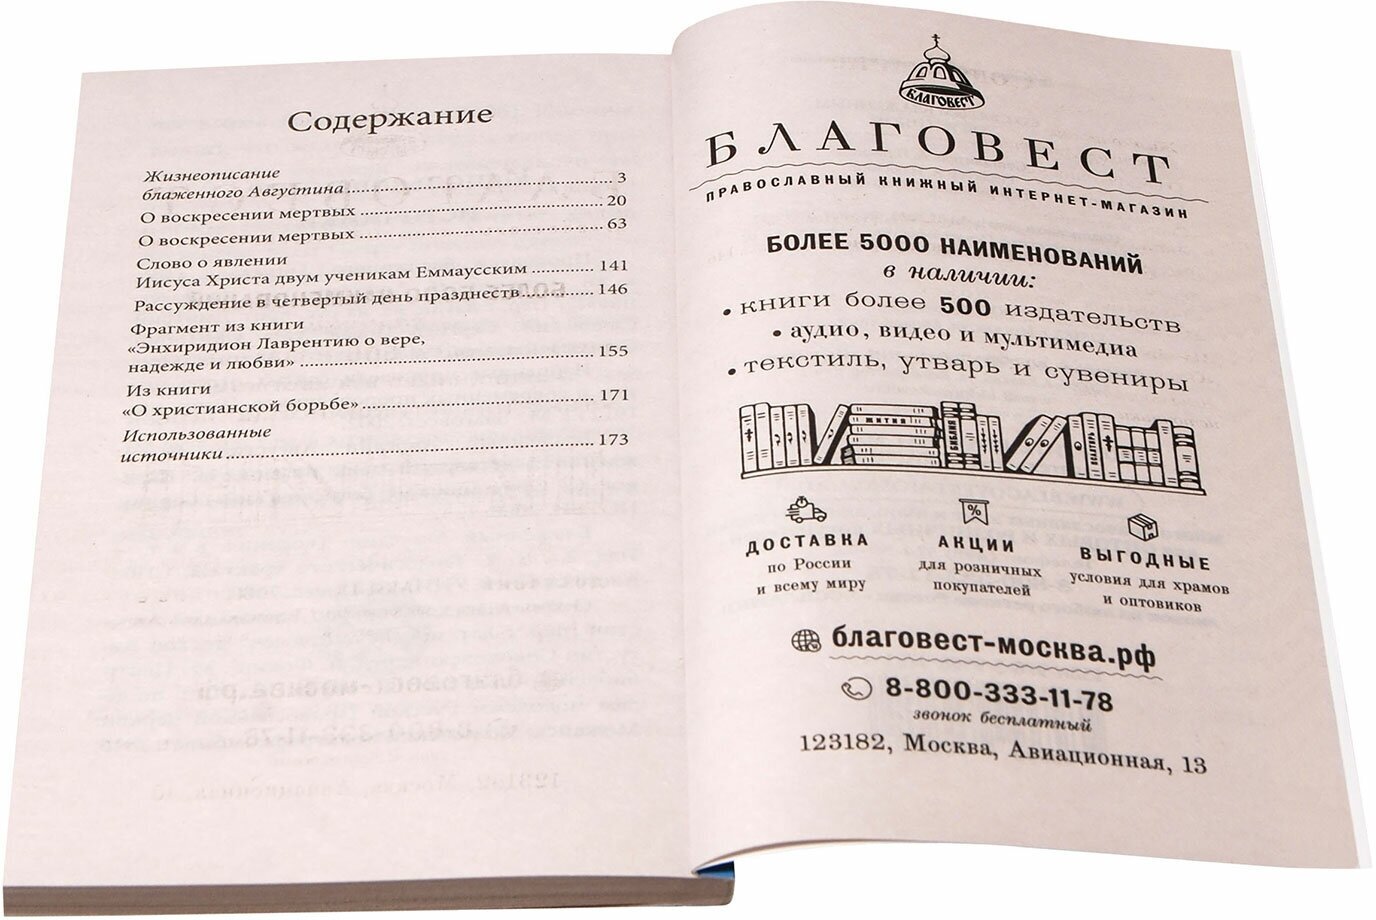 Содержание
Жизнеописание
блаженного Августина ........ 3
О воскресении мертвых ........ 20
О воскресении мертвых ........ 63
Слово о явлении
Иисуса Христа двум ученикам Еммаусским ........ 141
Рассуждение в четвертый день празднеств ........ 146
Фрагмент из книги
«Энхиридион Лаврентию о вере,
надежде и любви» ........ 155
Из книги
«О христианской борьбе» ........ 171
Использованные
источники ........ 173
БЛАГОВЕСТ
БЛАГОВЕСТ
ПРАВОСЛАВНЫЙ КНИЖНЫЙ ИНТЕРНЕТ-МАГАЗИН
БОЛЕЕ 5000 НАИМЕНОВАНИЙ
в наличии:
• книги более 500 издательств
• аудио, видео и мультимедиа
• текстиль, утварь и сувениры
ЖИТИЯ
БИБЛИЯ
%
ДОСТАВКА
по России
и всему миру
АКЦИИ
для розничных
покупателей
ВЫГОДНЫЕ
условия для храмов
и оптовиков
благовест-москва.рф
8-800-333-11-78
звонок бесплатный
123182, Москва, Авиационная, 13